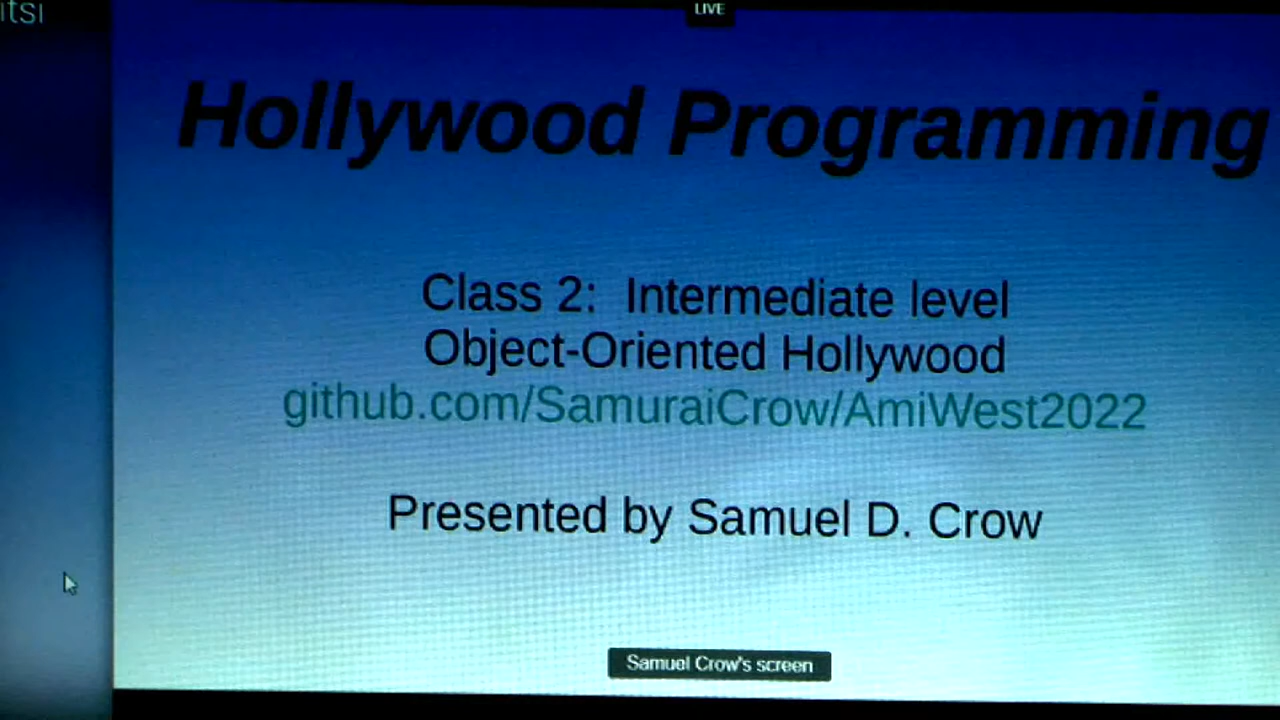 itsi
LIVE
Hollywood Programming
Class 2: Intermediate level
Object-Oriented Hollywood
github.com/SamuraiCrow/AmiWest2022
Presented by Samuel D. Crow
Samuel Crow's screen